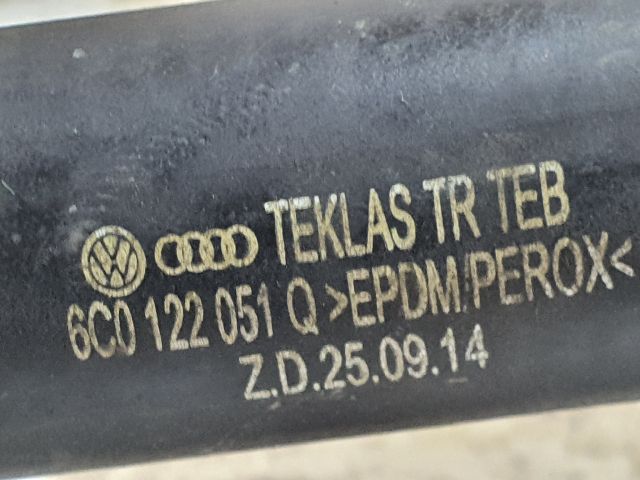 TEKLAS TR TEB
6C0 122 051 Q >EPDM/PEROX<
Z.D.25.09.14